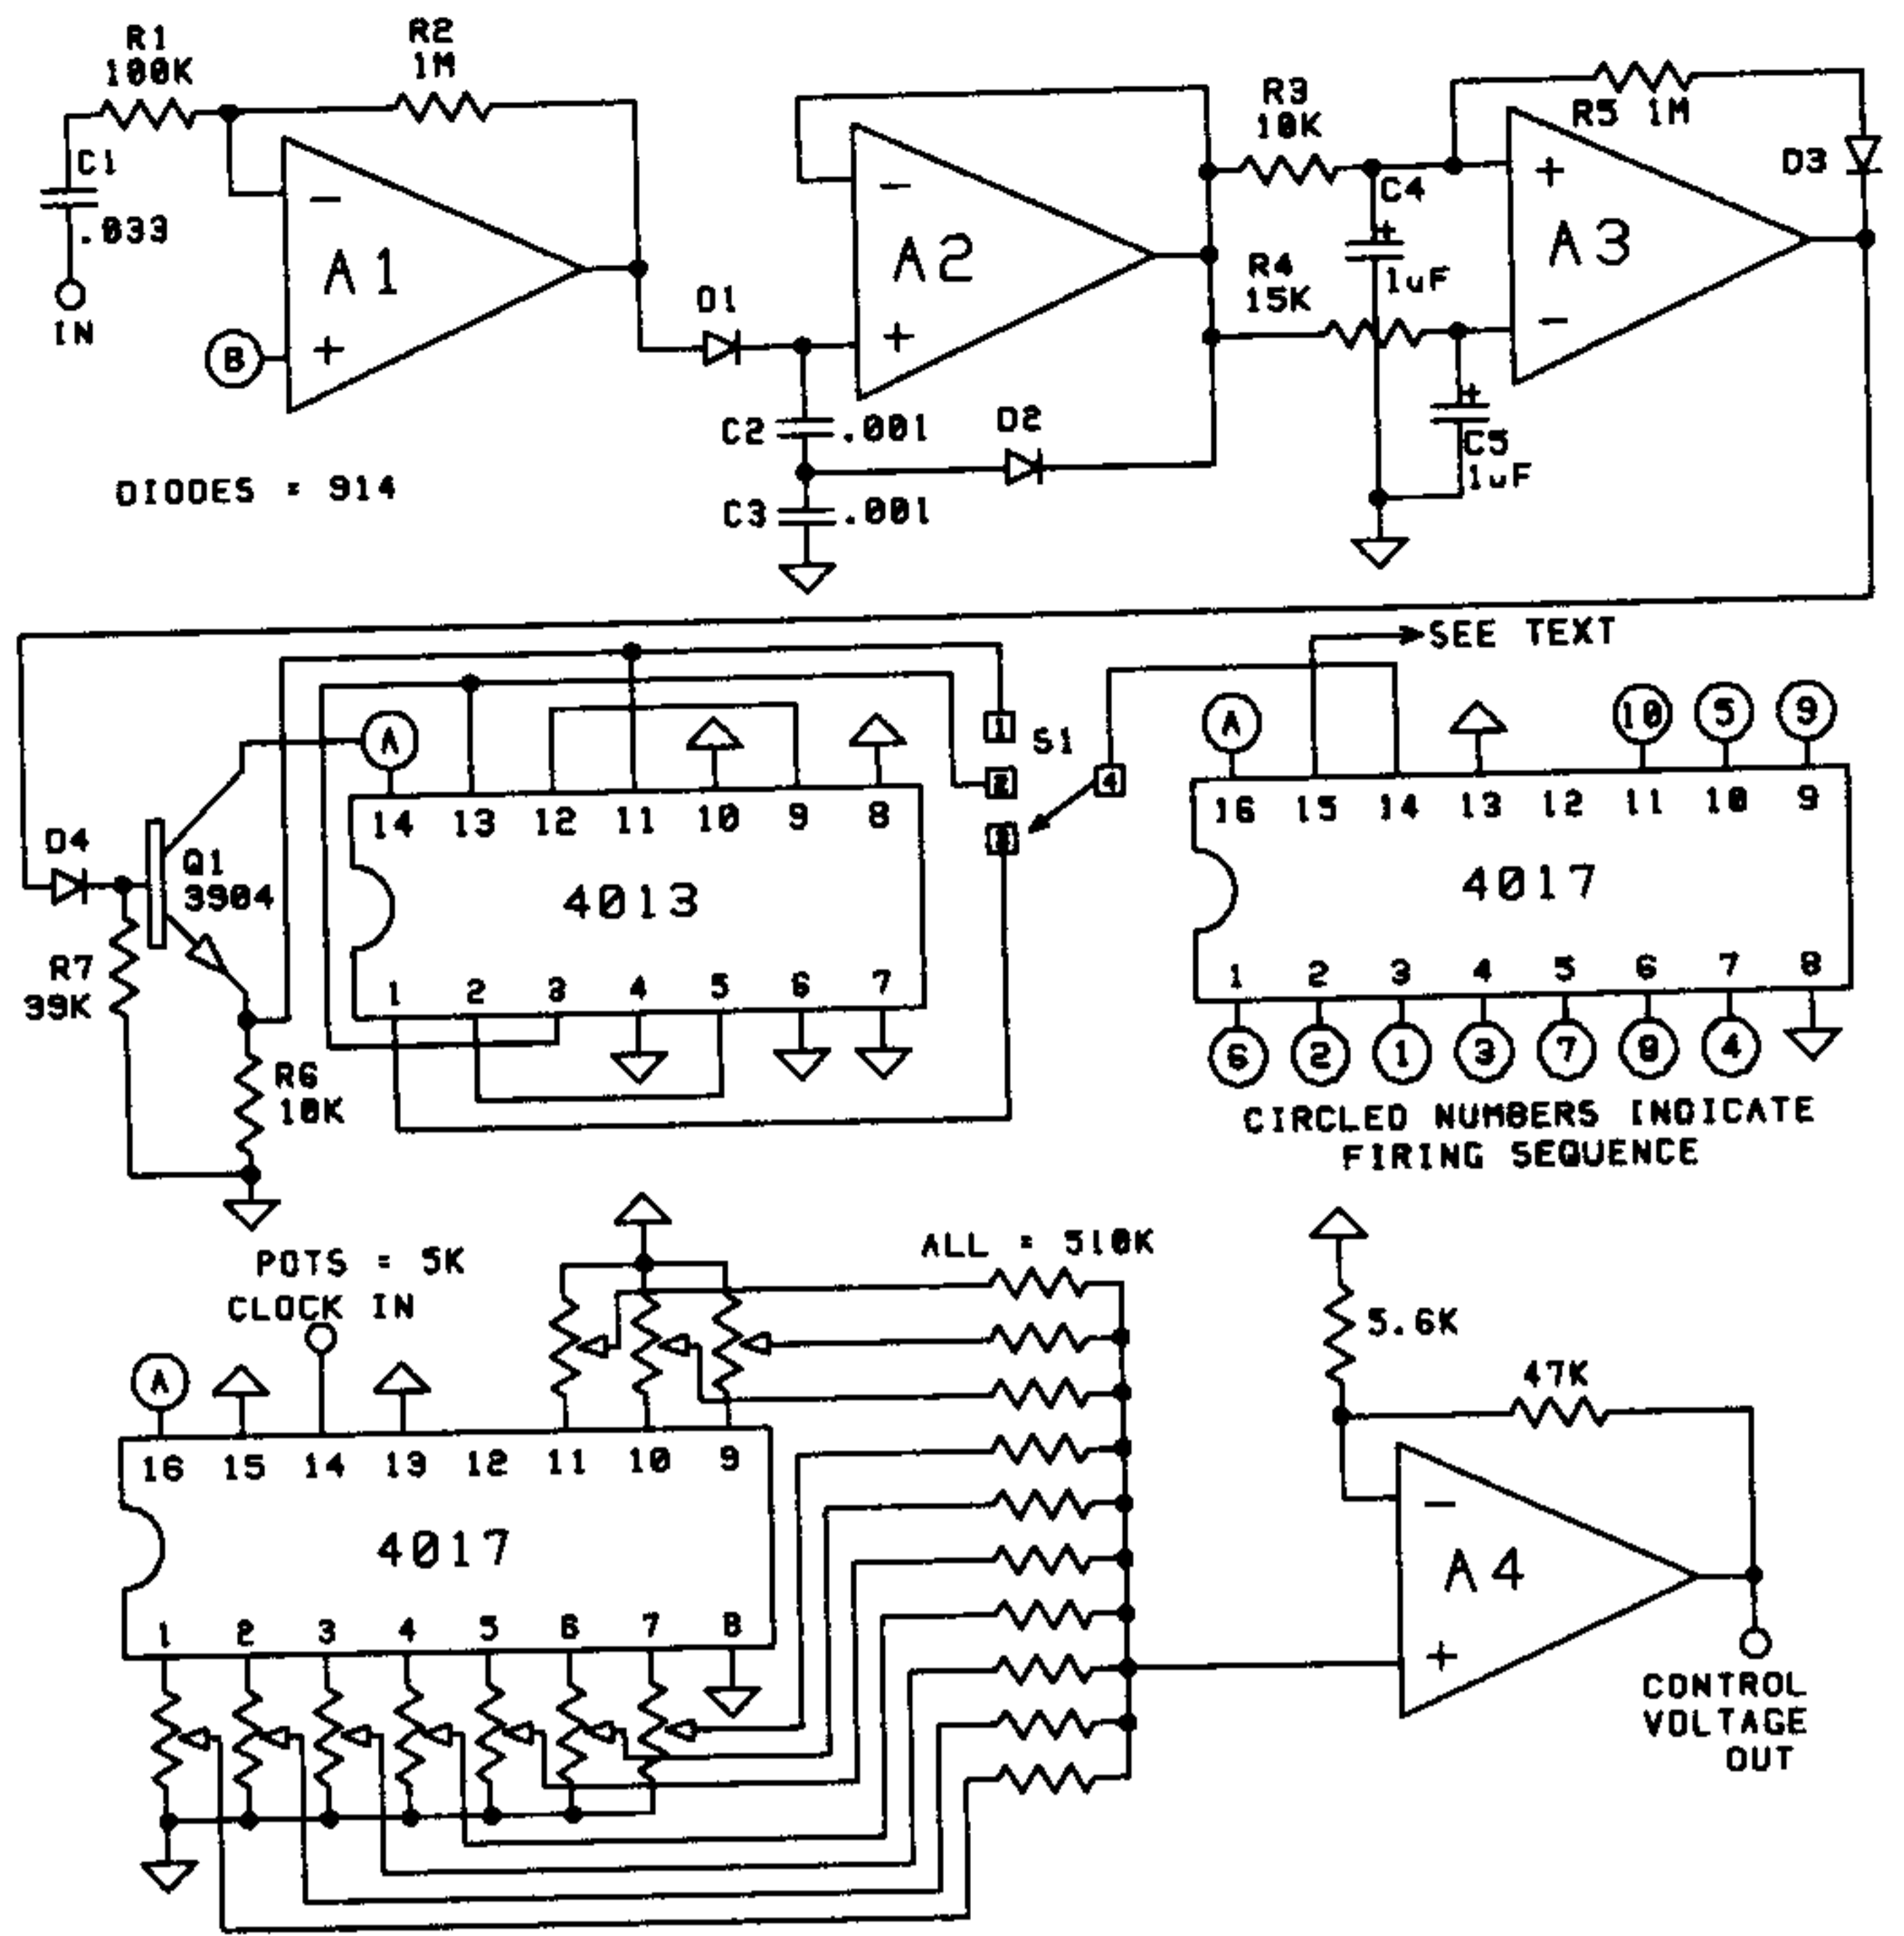 R1
100K
R2
1M
C1
.033
IN
B
-
A1
+
D1
-
A2
+
C2 .001
D2
C3 .001
DIODES = 914
R3
10K
C4
+
1uF
R4
15K
+
C5
1uF
R5 1M
+
A3
-
D3
SEE TEXT
A
1
S1
2
4
3
D4
Q1
3904
R7
39K
R6
10K
14 13 12 11 10 9 8
4013
1 2 3 4 5 6 7
A
10 5 9
16 15 14 13 12 11 10 9
4017
1 2 3 4 5 6 7 8
6 2 1 3 7 8 4
CIRCLED NUMBERS INDICATE
FIRING SEQUENCE
POTS = 5K
CLOCK IN
ALL = 510K
A
16 15 14 13 12 11 10 9
4017
1 2 3 4 5 6 7 8
5.6K
47K
-
A4
+
CONTROL
VOLTAGE
OUT